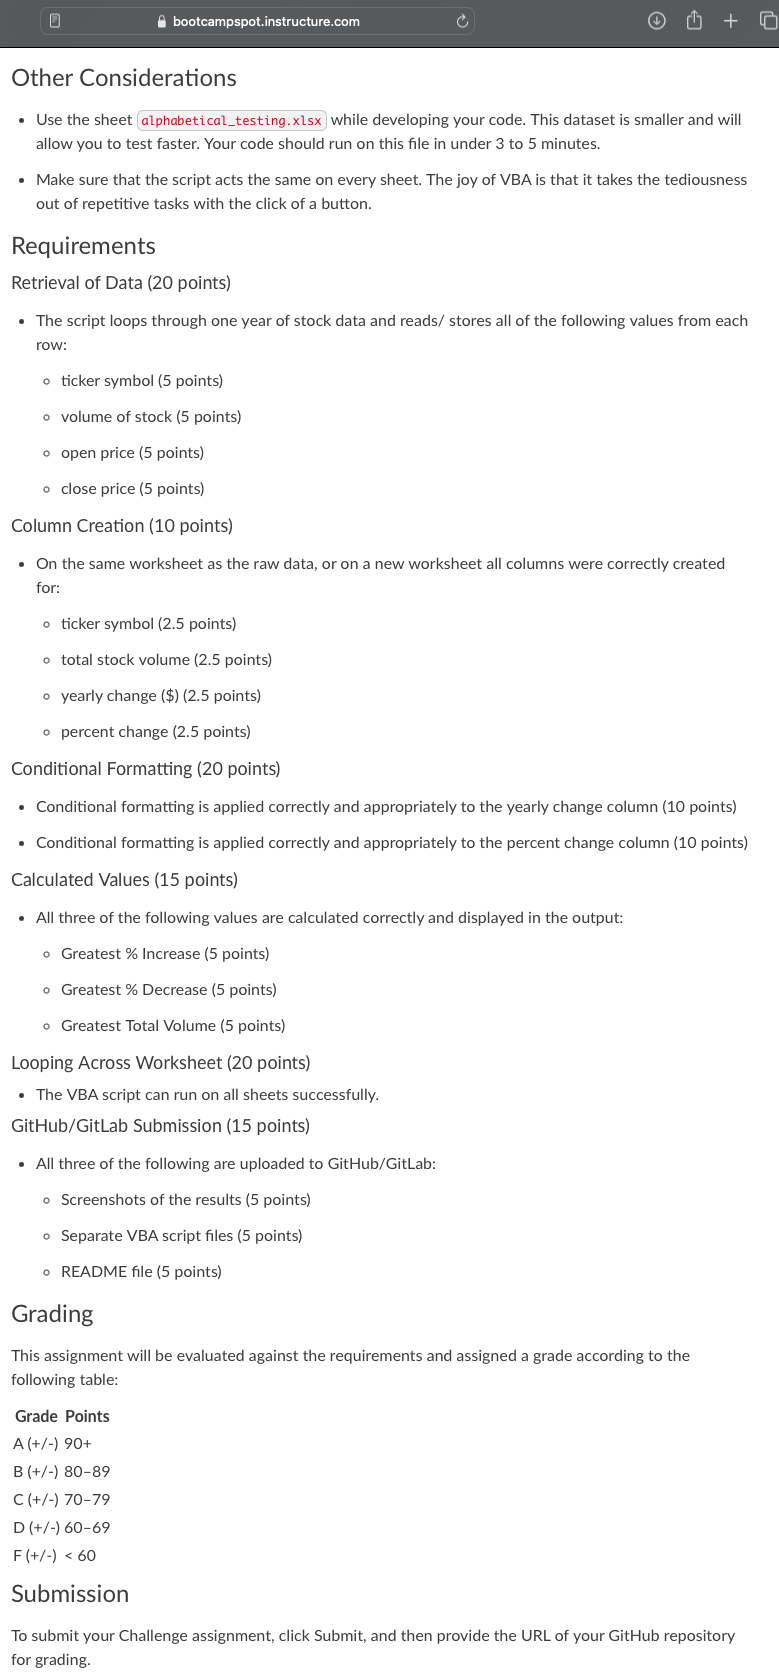 bootcampspot.instructure.com
Other Considerations
• Use the sheet alphabetical_testing.xlsx while developing your code. This dataset is smaller and will
allow you to test faster. Your code should run on this file in under 3 to 5 minutes.
• Make sure that the script acts the same on every sheet. The joy of VBA is that it takes the tediousness
out of repetitive tasks with the click of a button.
Requirements
Retrieval of Data (20 points)
• The script loops through one year of stock data and reads/ stores all of the following values from each
row:
◦ ticker symbol (5 points)
◦ volume of stock (5 points)
◦ open price (5 points)
◦ close price (5 points)
Column Creation (10 points)
• On the same worksheet as the raw data, or on a new worksheet all columns were correctly created
for:
◦ ticker symbol (2.5 points)
◦ total stock volume (2.5 points)
◦ yearly change ($) (2.5 points)
◦ percent change (2.5 points)
Conditional Formatting (20 points)
• Conditional formatting is applied correctly and appropriately to the yearly change column (10 points)
• Conditional formatting is applied correctly and appropriately to the percent change column (10 points)
Calculated Values (15 points)
• All three of the following values are calculated correctly and displayed in the output:
◦ Greatest % Increase (5 points)
◦ Greatest % Decrease (5 points)
◦ Greatest Total Volume (5 points)
Looping Across Worksheet (20 points)
• The VBA script can run on all sheets successfully.
GitHub/GitLab Submission (15 points)
• All three of the following are uploaded to GitHub/GitLab:
◦ Screenshots of the results (5 points)
◦ Separate VBA script files (5 points)
◦ README file (5 points)
Grading
This assignment will be evaluated against the requirements and assigned a grade according to the
following table:
Grade Points
A (+/-) 90+
B (+/-) 80–89
C (+/-) 70–79
D (+/-) 60–69
F (+/-) < 60
Submission
To submit your Challenge assignment, click Submit, and then provide the URL of your GitHub repository
for grading.